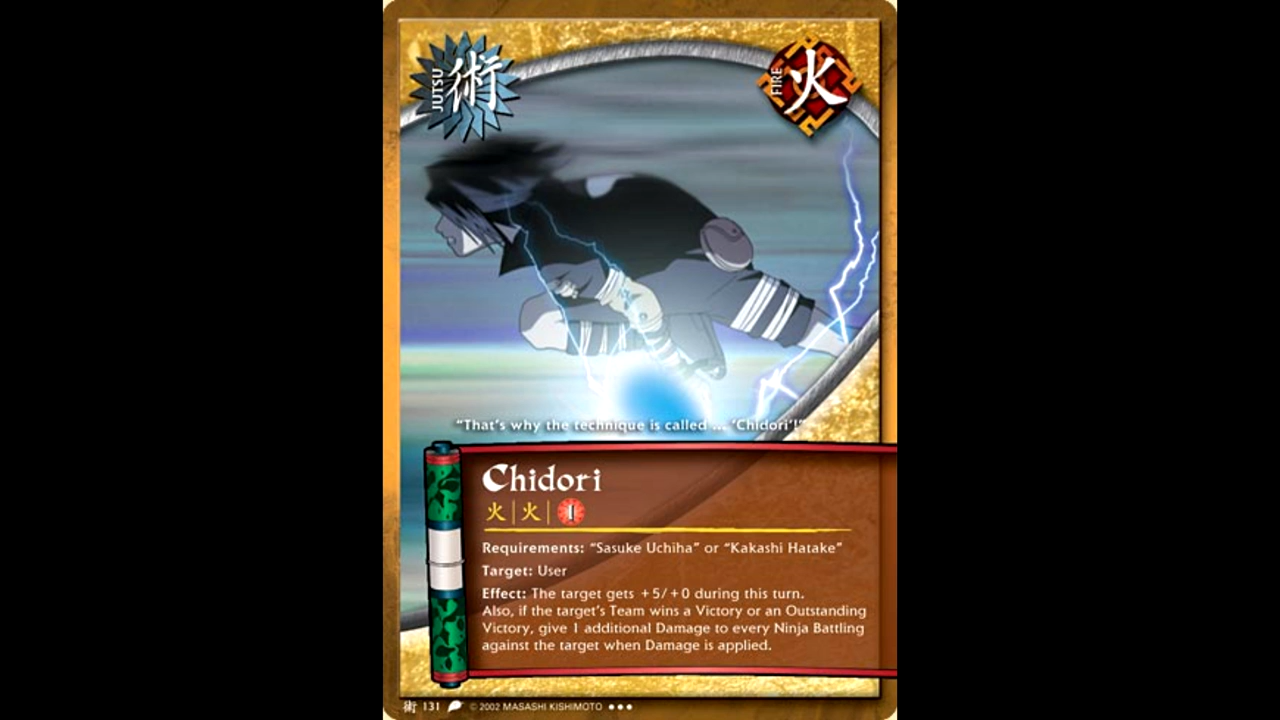 JUTSU 術
FIRE 火
“That’s why the technique is called ... ‘Chidori’!”
Chidori
火|火| 1
Requirements: “Sasuke Uchiha” or “Kakashi Hatake”
Target: User
Effect: The target gets +5/+0 during this turn.
Also, if the target’s Team wins a Victory or an Outstanding
Victory, give 1 additional Damage to every Ninja Battling
against the target when Damage is applied.
術 131 © 2002 MASASHI KISHIMOTO